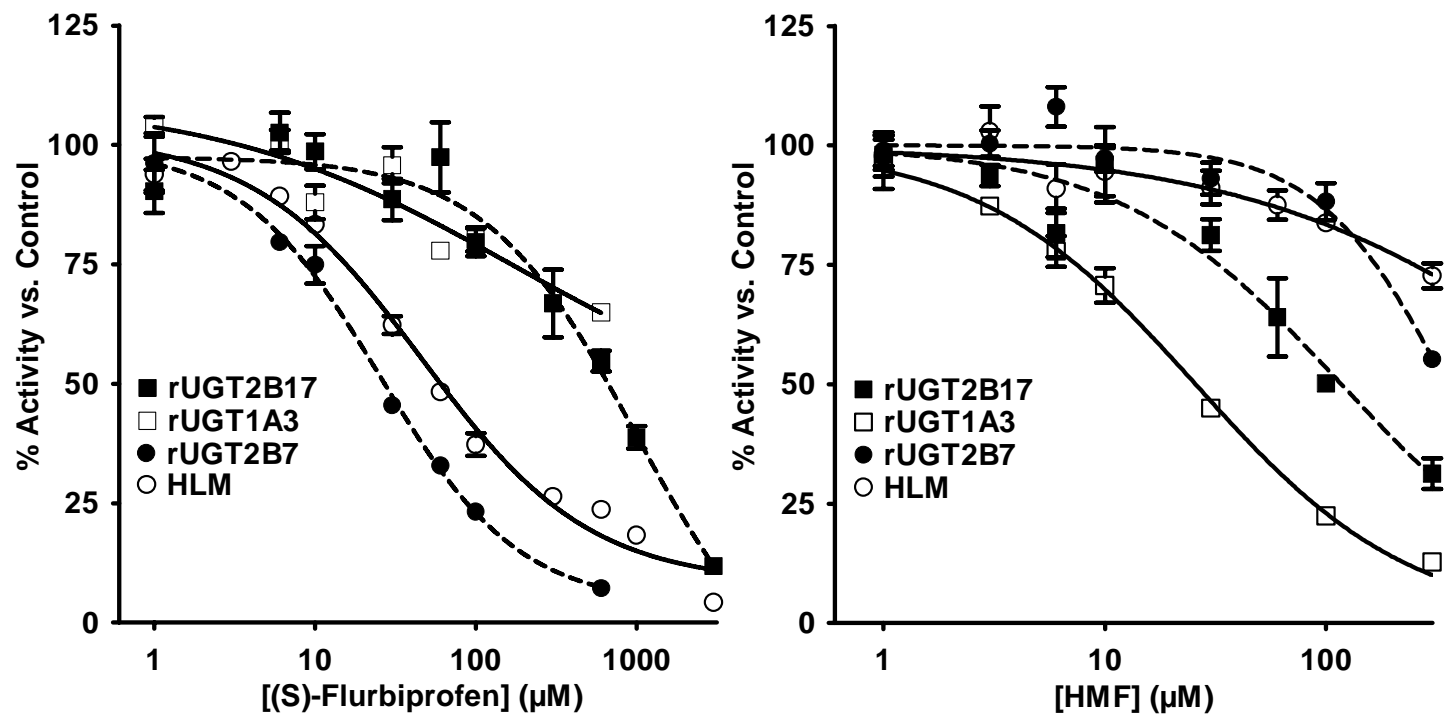 125
100
75
50
25
0
% Activity vs. Control
rUGT2B17
rUGT1A3
rUGT2B7
HLM
1
10
100
1000
[(S)-Flurbiprofen] (µM)
125
100
75
50
25
0
% Activity vs. Control
rUGT2B17
rUGT1A3
rUGT2B7
HLM
1
10
100
[HMF] (µM)